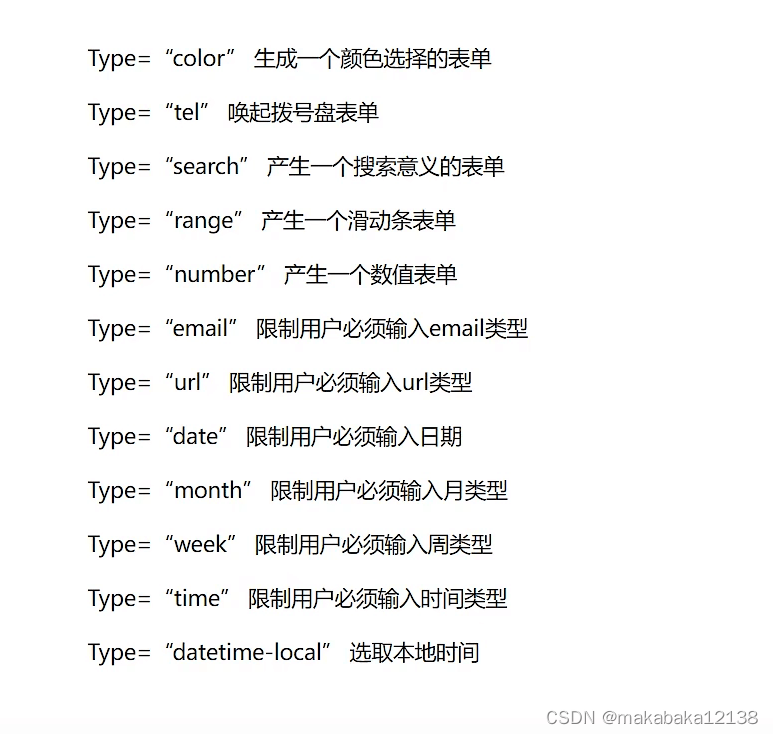 Type=“color” 生成一个颜色选择的表单
Type=“tel” 唤起拨号盘表单
Type=“search” 产生一个搜索意义的表单
Type=“range” 产生一个滑动条表单
Type=“number” 产生一个数值表单
Type=“email” 限制用户必须输入email类型
Type=“url” 限制用户必须输入url类型
Type=“date” 限制用户必须输入日期
Type=“month” 限制用户必须输入月类型
Type=“week” 限制用户必须输入周类型
Type=“time” 限制用户必须输入时间类型
Type=“datetime-local” 选取本地时间
CSDN @makabaka12138